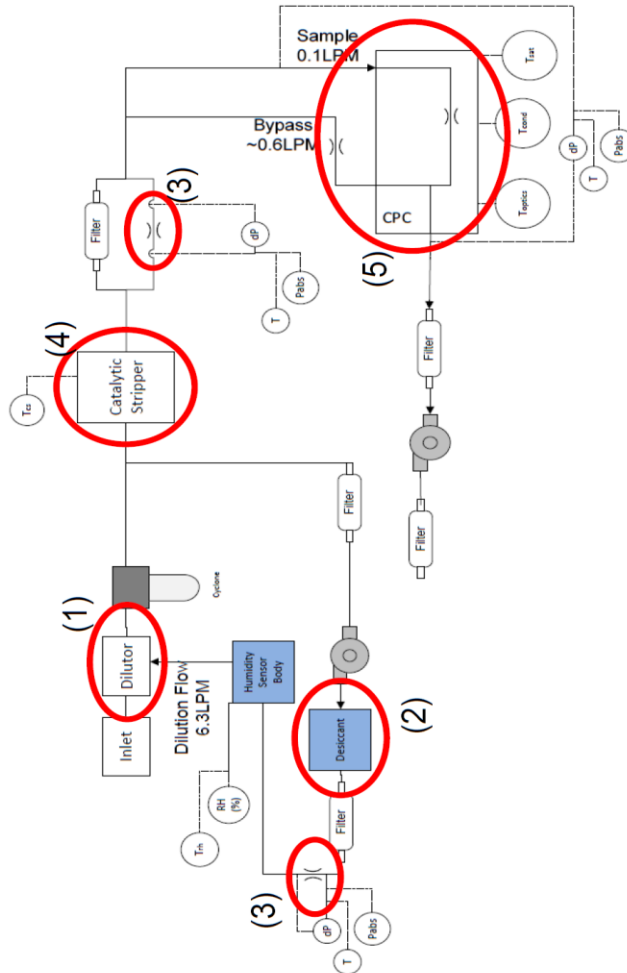 Sample
0.1LPM
Bypass
~0.6LPM
CPC
Tsat
Tcond
Toptics
dP
T
Pabs
(5)
(3)
Filter
dP
T
Pabs
(4)
Catalytic
Stripper
Tcs
Filter
Filter
Filter
Cyclone
(1)
Dilutor
Inlet
Dilution Flow
6.3LPM
Humidity
Sensor
Body
Trh
RH
(%)
Desiccant
(2)
Filter
(3)
dP
T
Pabs